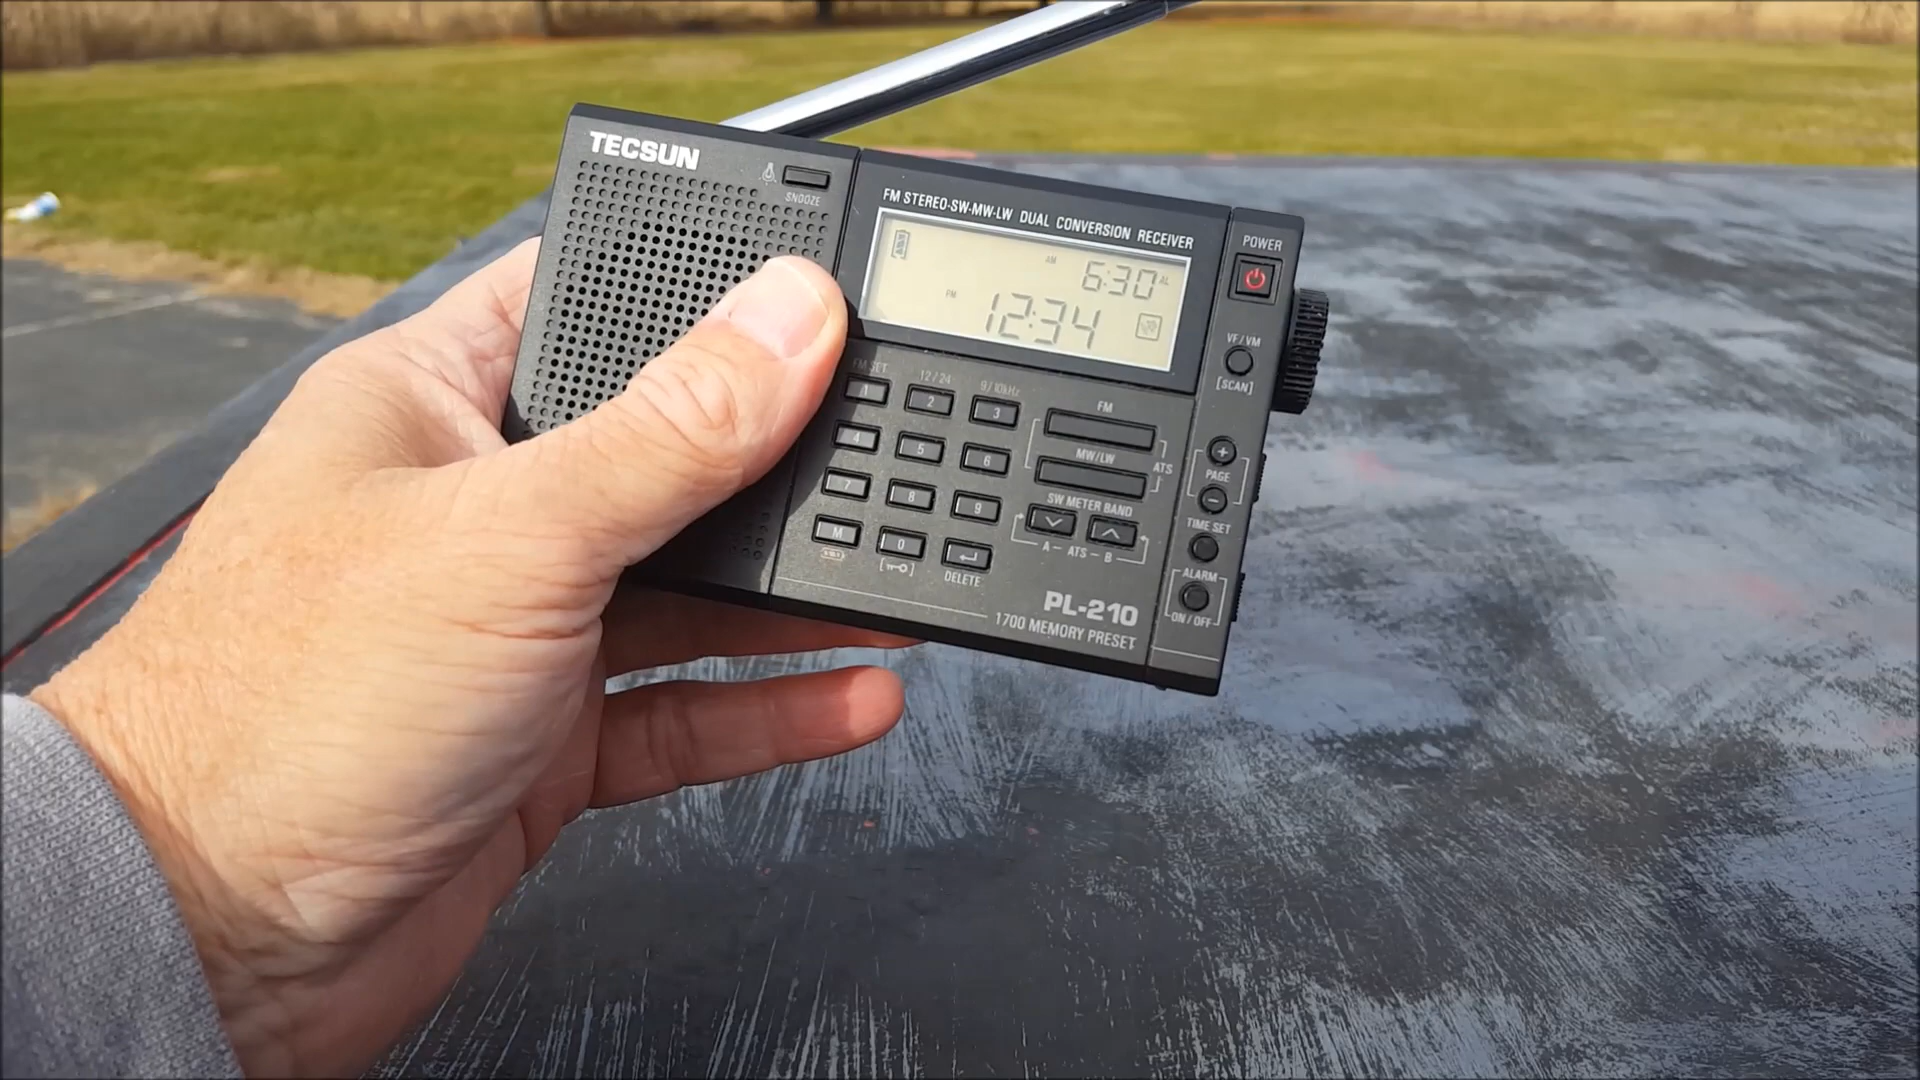 TECSUN
SNOOZE
FM STEREO-SW-MW-LW DUAL CONVERSION RECEIVER
AM 6:30 AL
PM 12:34
POWER
VF / VM
[SCAN]
FM SET 12 / 24 9 / 10kHz
1 2 3
4 5 6
7 8 9
M 0
DELETE
FM
MW/LW
ATS
SW METER BAND
A - ATS - B
+
PAGE
−
TIME SET
ALARM
ON / OFF
PL-210
1700 MEMORY PRESET